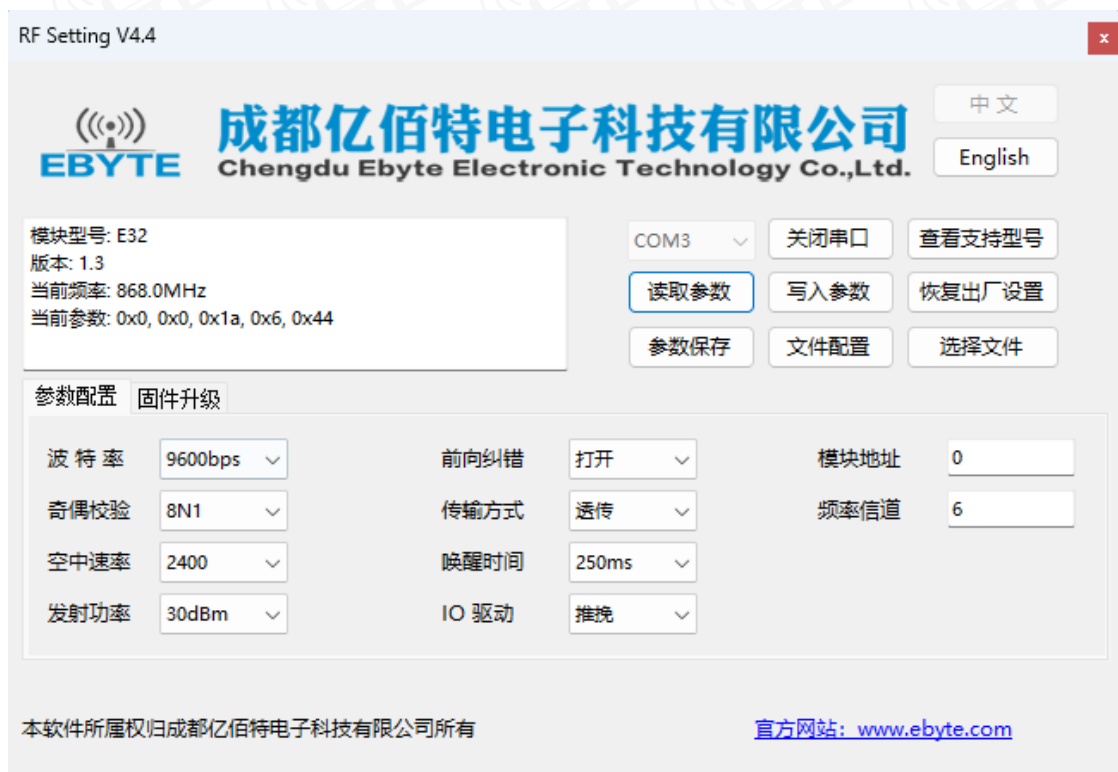 RF Setting V4.4
x
EBYTE
成都亿佰特电子科技有限公司
Chengdu Ebyte Electronic Technology Co.,Ltd.
中文
English
模块型号: E32
版本: 1.3
当前频率: 868.0MHz
当前参数: 0x0, 0x0, 0x1a, 0x6, 0x44
COM3 关闭串口 查看支持型号
读取参数 写入参数 恢复出厂设置
参数保存 文件配置 选择文件
参数配置 固件升级
波特率 9600bps 前向纠错 打开 模块地址 0
奇偶校验 8N1 传输方式 透传 频率信道 6
空中速率 2400 唤醒时间 250ms
发射功率 30dBm IO 驱动 推挽
本软件所属权归成都亿佰特电子科技有限公司所有 官方网站：www.ebyte.com